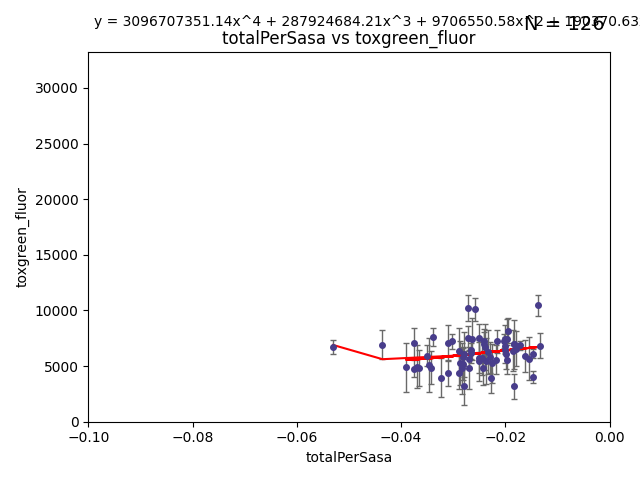 y = 3096707351.14x^4 + 287924684.21x^3 + 9706550.58x^2 +
N = 126
totalPerSasa vs toxgreen_fluor
30000
25000
20000
15000
10000
5000
0
toxgreen_fluor
−0.10 −0.08 −0.06 −0.04 −0.02 0.00
totalPerSasa